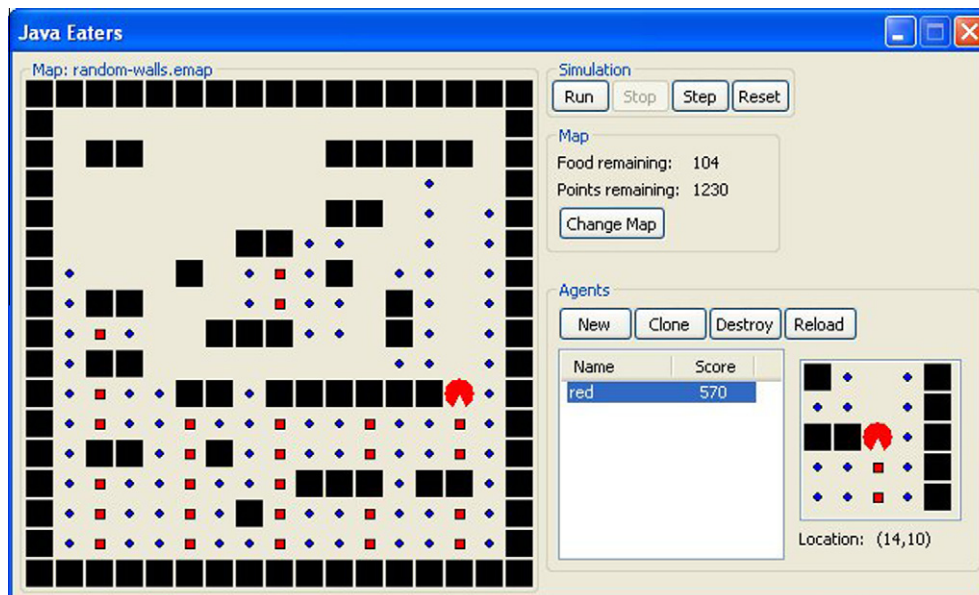 Java Eaters
Map: random-walls.emap
Simulation
Run Stop Step Reset
Map
Food remaining: 104
Points remaining: 1230
Change Map
Agents
New Clone Destroy Reload
Name Score
red 570
Location: (14,10)